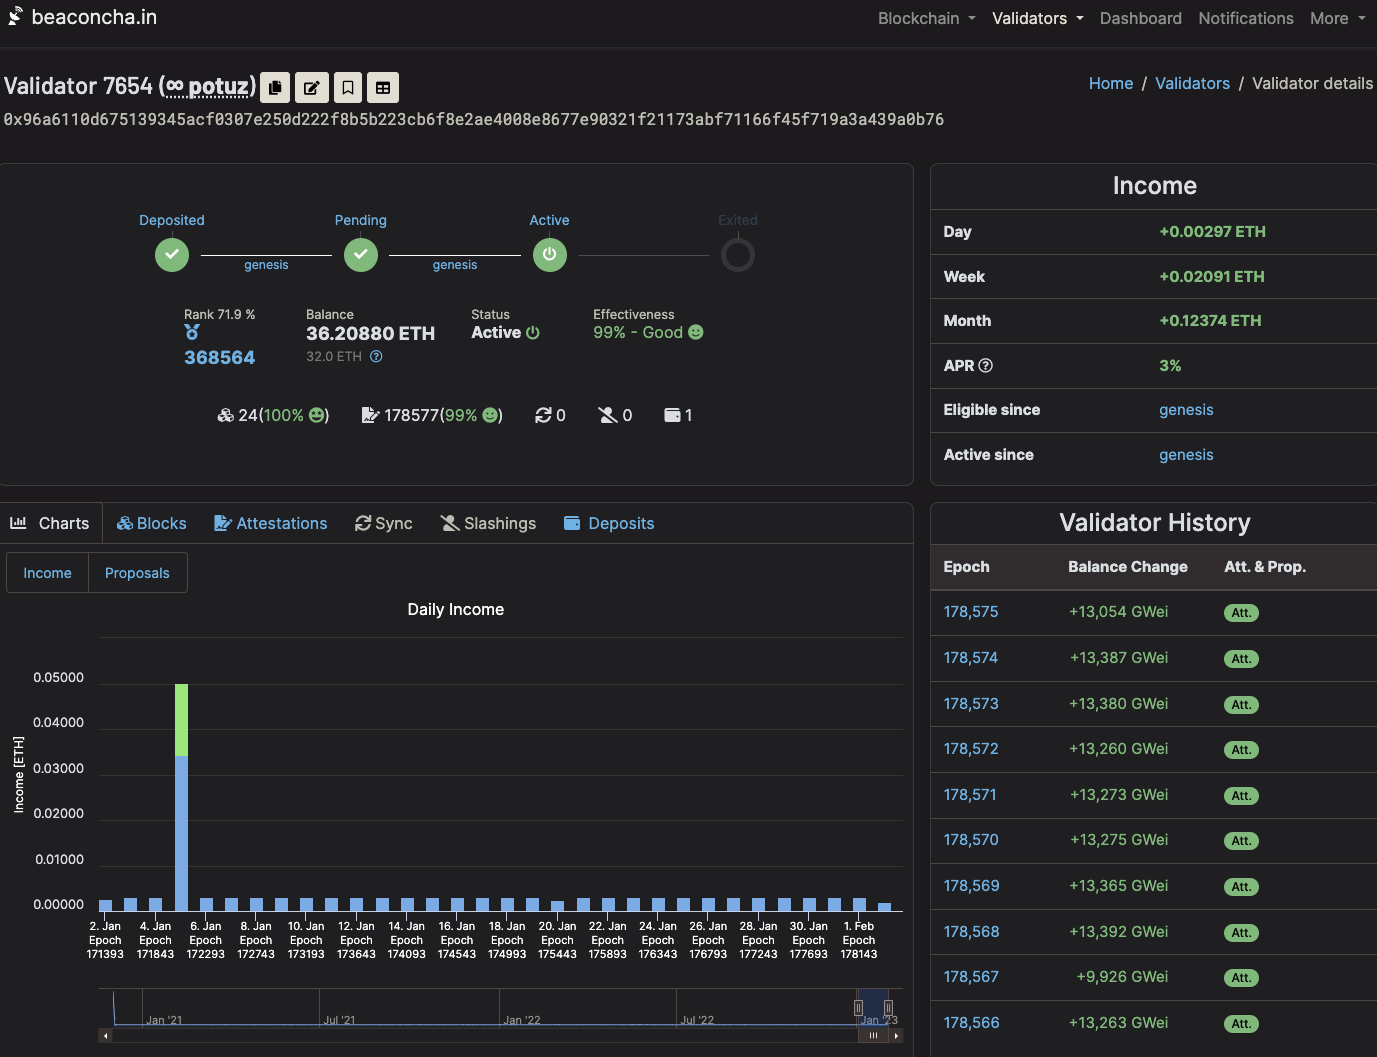 beaconcha.in
Blockchain Validators Dashboard Notifications More
Validator 7654 (∞ potuz)
Home / Validators / Validator details
0x96a6110d675139345acf0307e250d222f8b5b223cb6f8e2ae4008e8677e90321f21173abf71166f45f719a3a439a0b76
Deposited Pending Active Exited
genesis genesis
Rank 71.9 % Balance Status Effectiveness
36.20880 ETH Active 99% - Good
368564 32.0 ETH
24(100% ) 178577(99% ) 0 0 1
Income
Day +0.00297 ETH
Week +0.02091 ETH
Month +0.12374 ETH
APR 3%
Eligible since genesis
Active since genesis
Charts Blocks Attestations Sync Slashings Deposits
Income Proposals
Daily Income
Income [ETH]
0.05000
0.04000
0.03000
0.02000
0.01000
0.00000
2. Jan 4. Jan 6. Jan 8. Jan 10. Jan 12. Jan 14. Jan 16. Jan 18. Jan 20. Jan 22. Jan 24. Jan 26. Jan 28. Jan 30. Jan 1. Feb
Epoch Epoch Epoch Epoch Epoch Epoch Epoch Epoch Epoch Epoch Epoch Epoch Epoch Epoch Epoch Epoch
171393 171843 172293 172743 173193 173643 174093 174543 174993 175443 175893 176343 176793 177243 177693 178143
Jan '21 Jul '21 Jan '22 Jul '22 Jan '23
Validator History
Epoch Balance Change Att. & Prop.
178,575 +13,054 GWei Att.
178,574 +13,387 GWei Att.
178,573 +13,380 GWei Att.
178,572 +13,260 GWei Att.
178,571 +13,273 GWei Att.
178,570 +13,275 GWei Att.
178,569 +13,365 GWei Att.
178,568 +13,392 GWei Att.
178,567 +9,926 GWei Att.
178,566 +13,263 GWei Att.